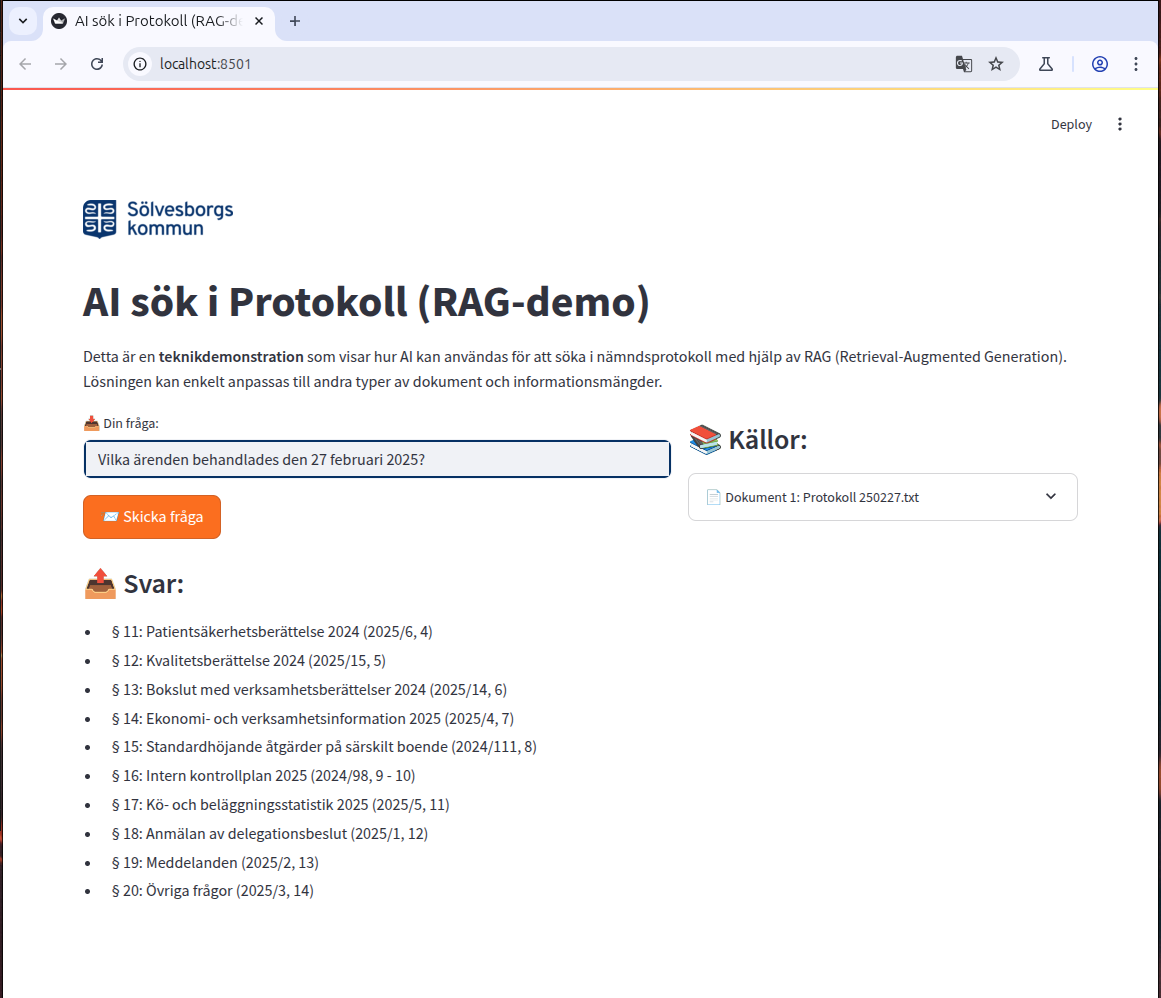 AI sök i Protokoll (RAG-d
localhost:8501
Deploy
Sölvesborgs
kommun
AI sök i Protokoll (RAG-demo)
Detta är en teknikdemonstration som visar hur AI kan användas för att söka i nämndsprotokoll med hjälp av RAG (Retrieval-Augmented Generation).
Lösningen kan enkelt anpassas till andra typer av dokument och informationsmängder.
📥 Din fråga:
Vilka ärenden behandlades den 27 februari 2025?
📨 Skicka fråga
📤 Svar:
• § 11: Patientsäkerhetsberättelse 2024 (2025/6, 4)
• § 12: Kvalitetsberättelse 2024 (2025/15, 5)
• § 13: Bokslut med verksamhetsberättelser 2024 (2025/14, 6)
• § 14: Ekonomi- och verksamhetsinformation 2025 (2025/4, 7)
• § 15: Standardhöjande åtgärder på särskilt boende (2024/111, 8)
• § 16: Intern kontrollplan 2025 (2024/98, 9 - 10)
• § 17: Kö- och beläggningsstatistik 2025 (2025/5, 11)
• § 18: Anmälan av delegationsbeslut (2025/1, 12)
• § 19: Meddelanden (2025/2, 13)
• § 20: Övriga frågor (2025/3, 14)
📚 Källor:
📄 Dokument 1: Protokoll 250227.txt